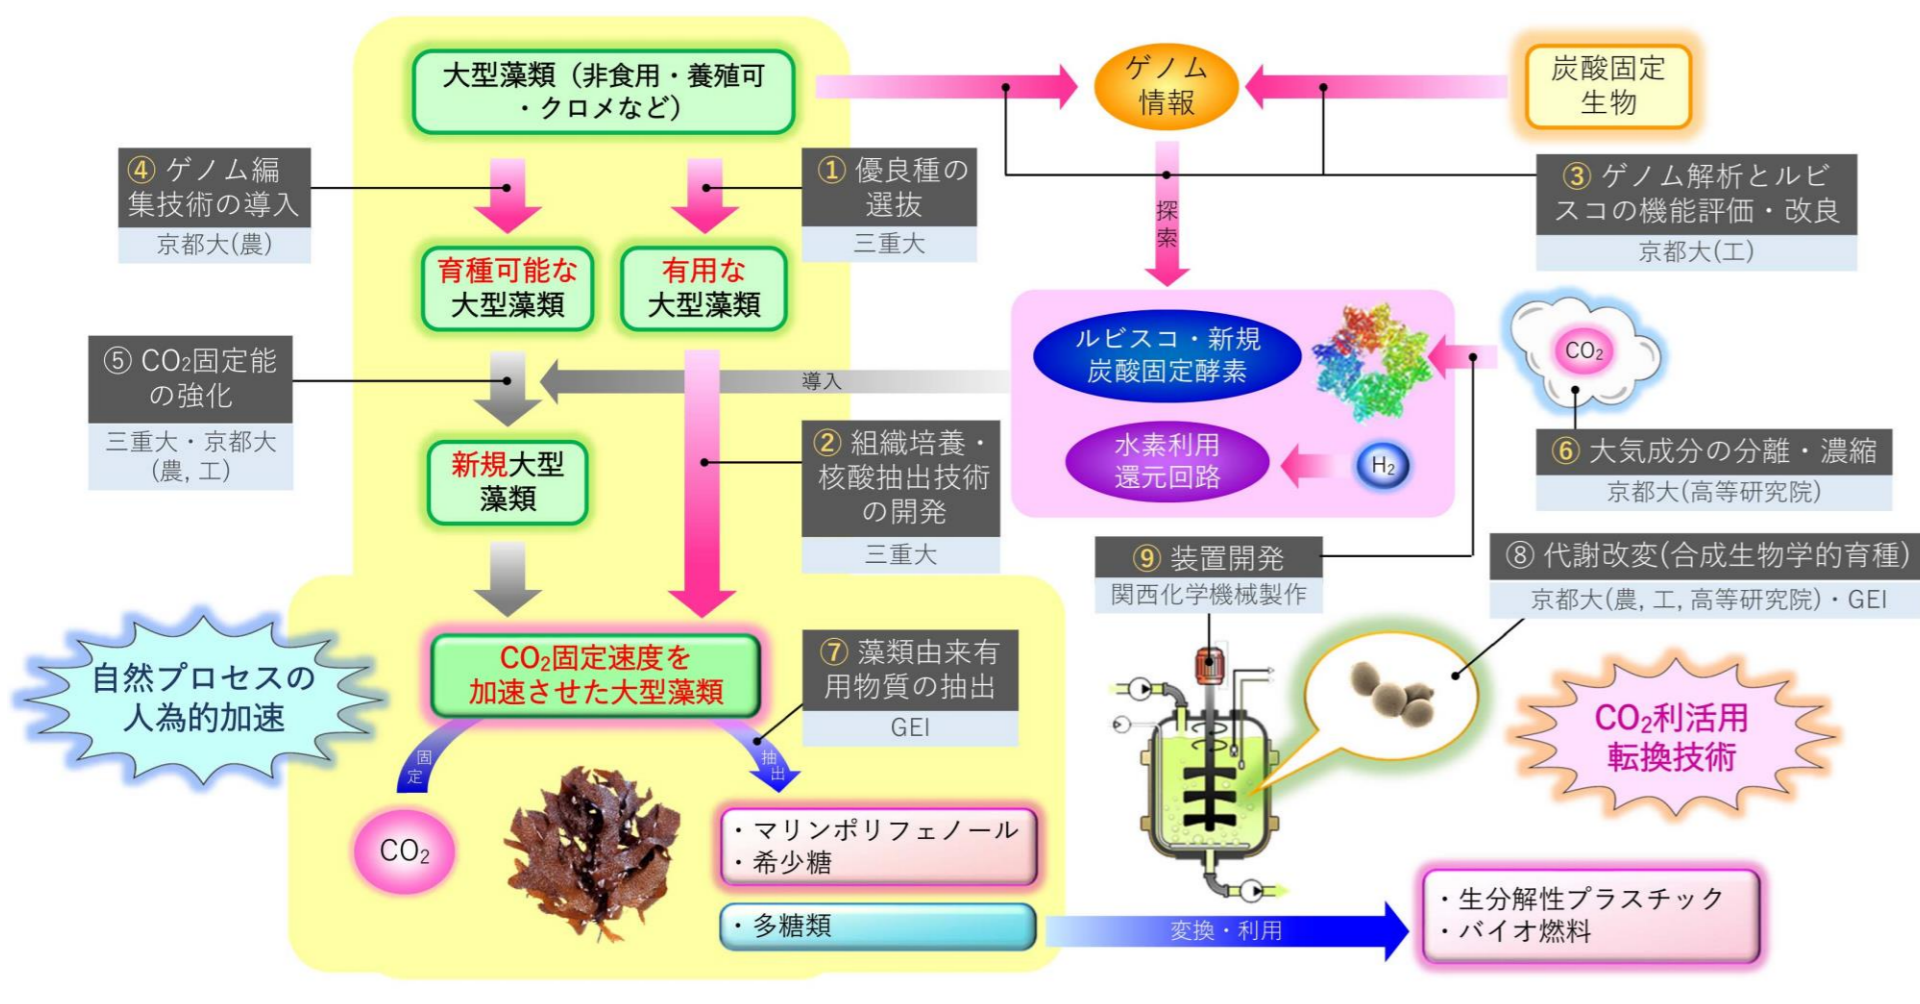 大型藻類（非食用・養殖可
・クロメなど）
ゲノム
情報
炭酸固定
生物
④ ゲノム編
集技術の導入
京都大(農)
① 優良種の
選抜
三重大
③ ゲノム解析とルビ
スコの機能評価・改良
京都大(工)
探
索
育種可能な
大型藻類
有用な
大型藻類
⑤ CO₂固定能
の強化
三重大・京都大
(農, 工)
導入
ルビスコ・新規
炭酸固定酵素
CO₂
水素利用
還元回路
H₂
⑥ 大気成分の分離・濃縮
京都大(高等研究院)
新規大型
藻類
② 組織培養・
核酸抽出技術
の開発
三重大
⑨ 装置開発
関西化学機械製作
⑧ 代謝改変(合成生物学的育種)
京都大(農, 工, 高等研究院)・GEI
自然プロセスの
人為的加速
CO₂固定速度を
加速させた大型藻類
⑦ 藻類由来有
用物質の抽出
GEI
固
定
抽
出
CO₂
CO₂利活用
転換技術
・マリンポリフェノール
・希少糖
・多糖類
変換・利用
・生分解性プラスチック
・バイオ燃料